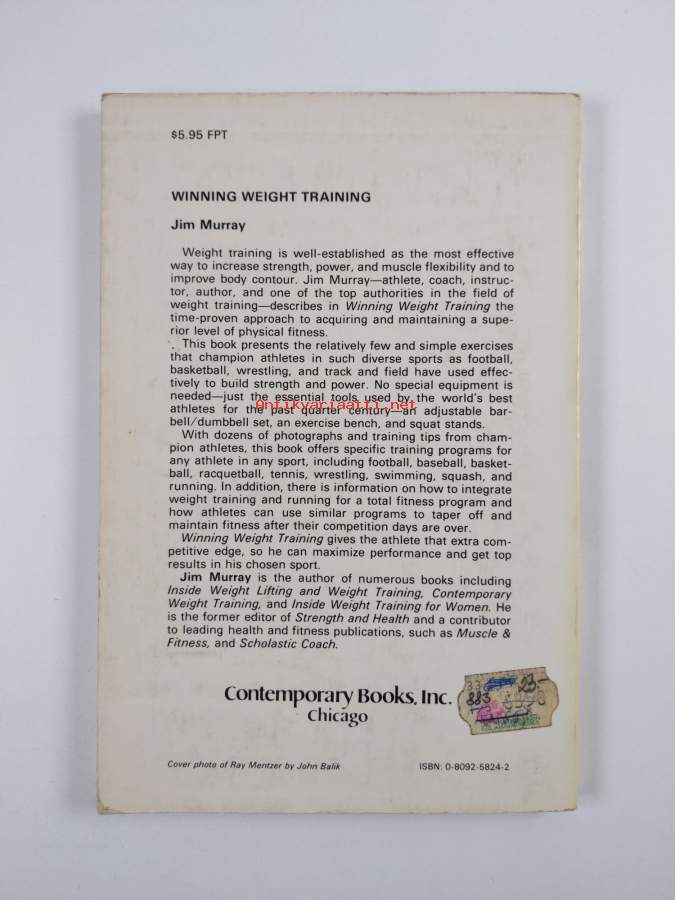 $5.95 FPT
WINNING WEIGHT TRAINING
Jim Murray
Weight training is well-established as the most effective
way to increase strength, power, and muscle flexibility and to
improve body contour. Jim Murray—athlete, coach, instruc-
tor, author, and one of the top authorities in the field of
weight training—describes in Winning Weight Training the
time-proven approach to acquiring and maintaining a supe-
rior level of physical fitness.
This book presents the relatively few and simple exercises
that champion athletes in such diverse sports as football,
basketball, wrestling, and track and field have used effec-
tively to build strength and power. No special equipment is
needed—just the essential tools used by the world's best
antikvariaatti.net
athletes for the past quarter century—an adjustable bar-
bell/dumbbell set, an exercise bench, and squat stands.
With dozens of photographs and training tips from cham-
pion athletes, this book offers specific training programs for
any athlete in any sport, including football, baseball, basket-
ball, racquetball, tennis, wrestling, swimming, squash, and
running. In addition, there is information on how to integrate
weight training and running for a total fitness program and
how athletes can use similar programs to taper off and
maintain fitness after their competition days are over.
Winning Weight Training gives the athlete that extra com-
petitive edge, so he can maximize performance and get top
results in his chosen sport.
Jim Murray is the author of numerous books including
Inside Weight Lifting and Weight Training, Contemporary
Weight Training, and Inside Weight Training for Women. He
is the former editor of Strength and Health and a contributor
to leading health and fitness publications, such as Muscle &
Fitness, and Scholastic Coach.
Contemporary Books, Inc.
Chicago
883 23-
Cover photo of Ray Mentzer by John Balik
ISBN: 0-8092-5824-2